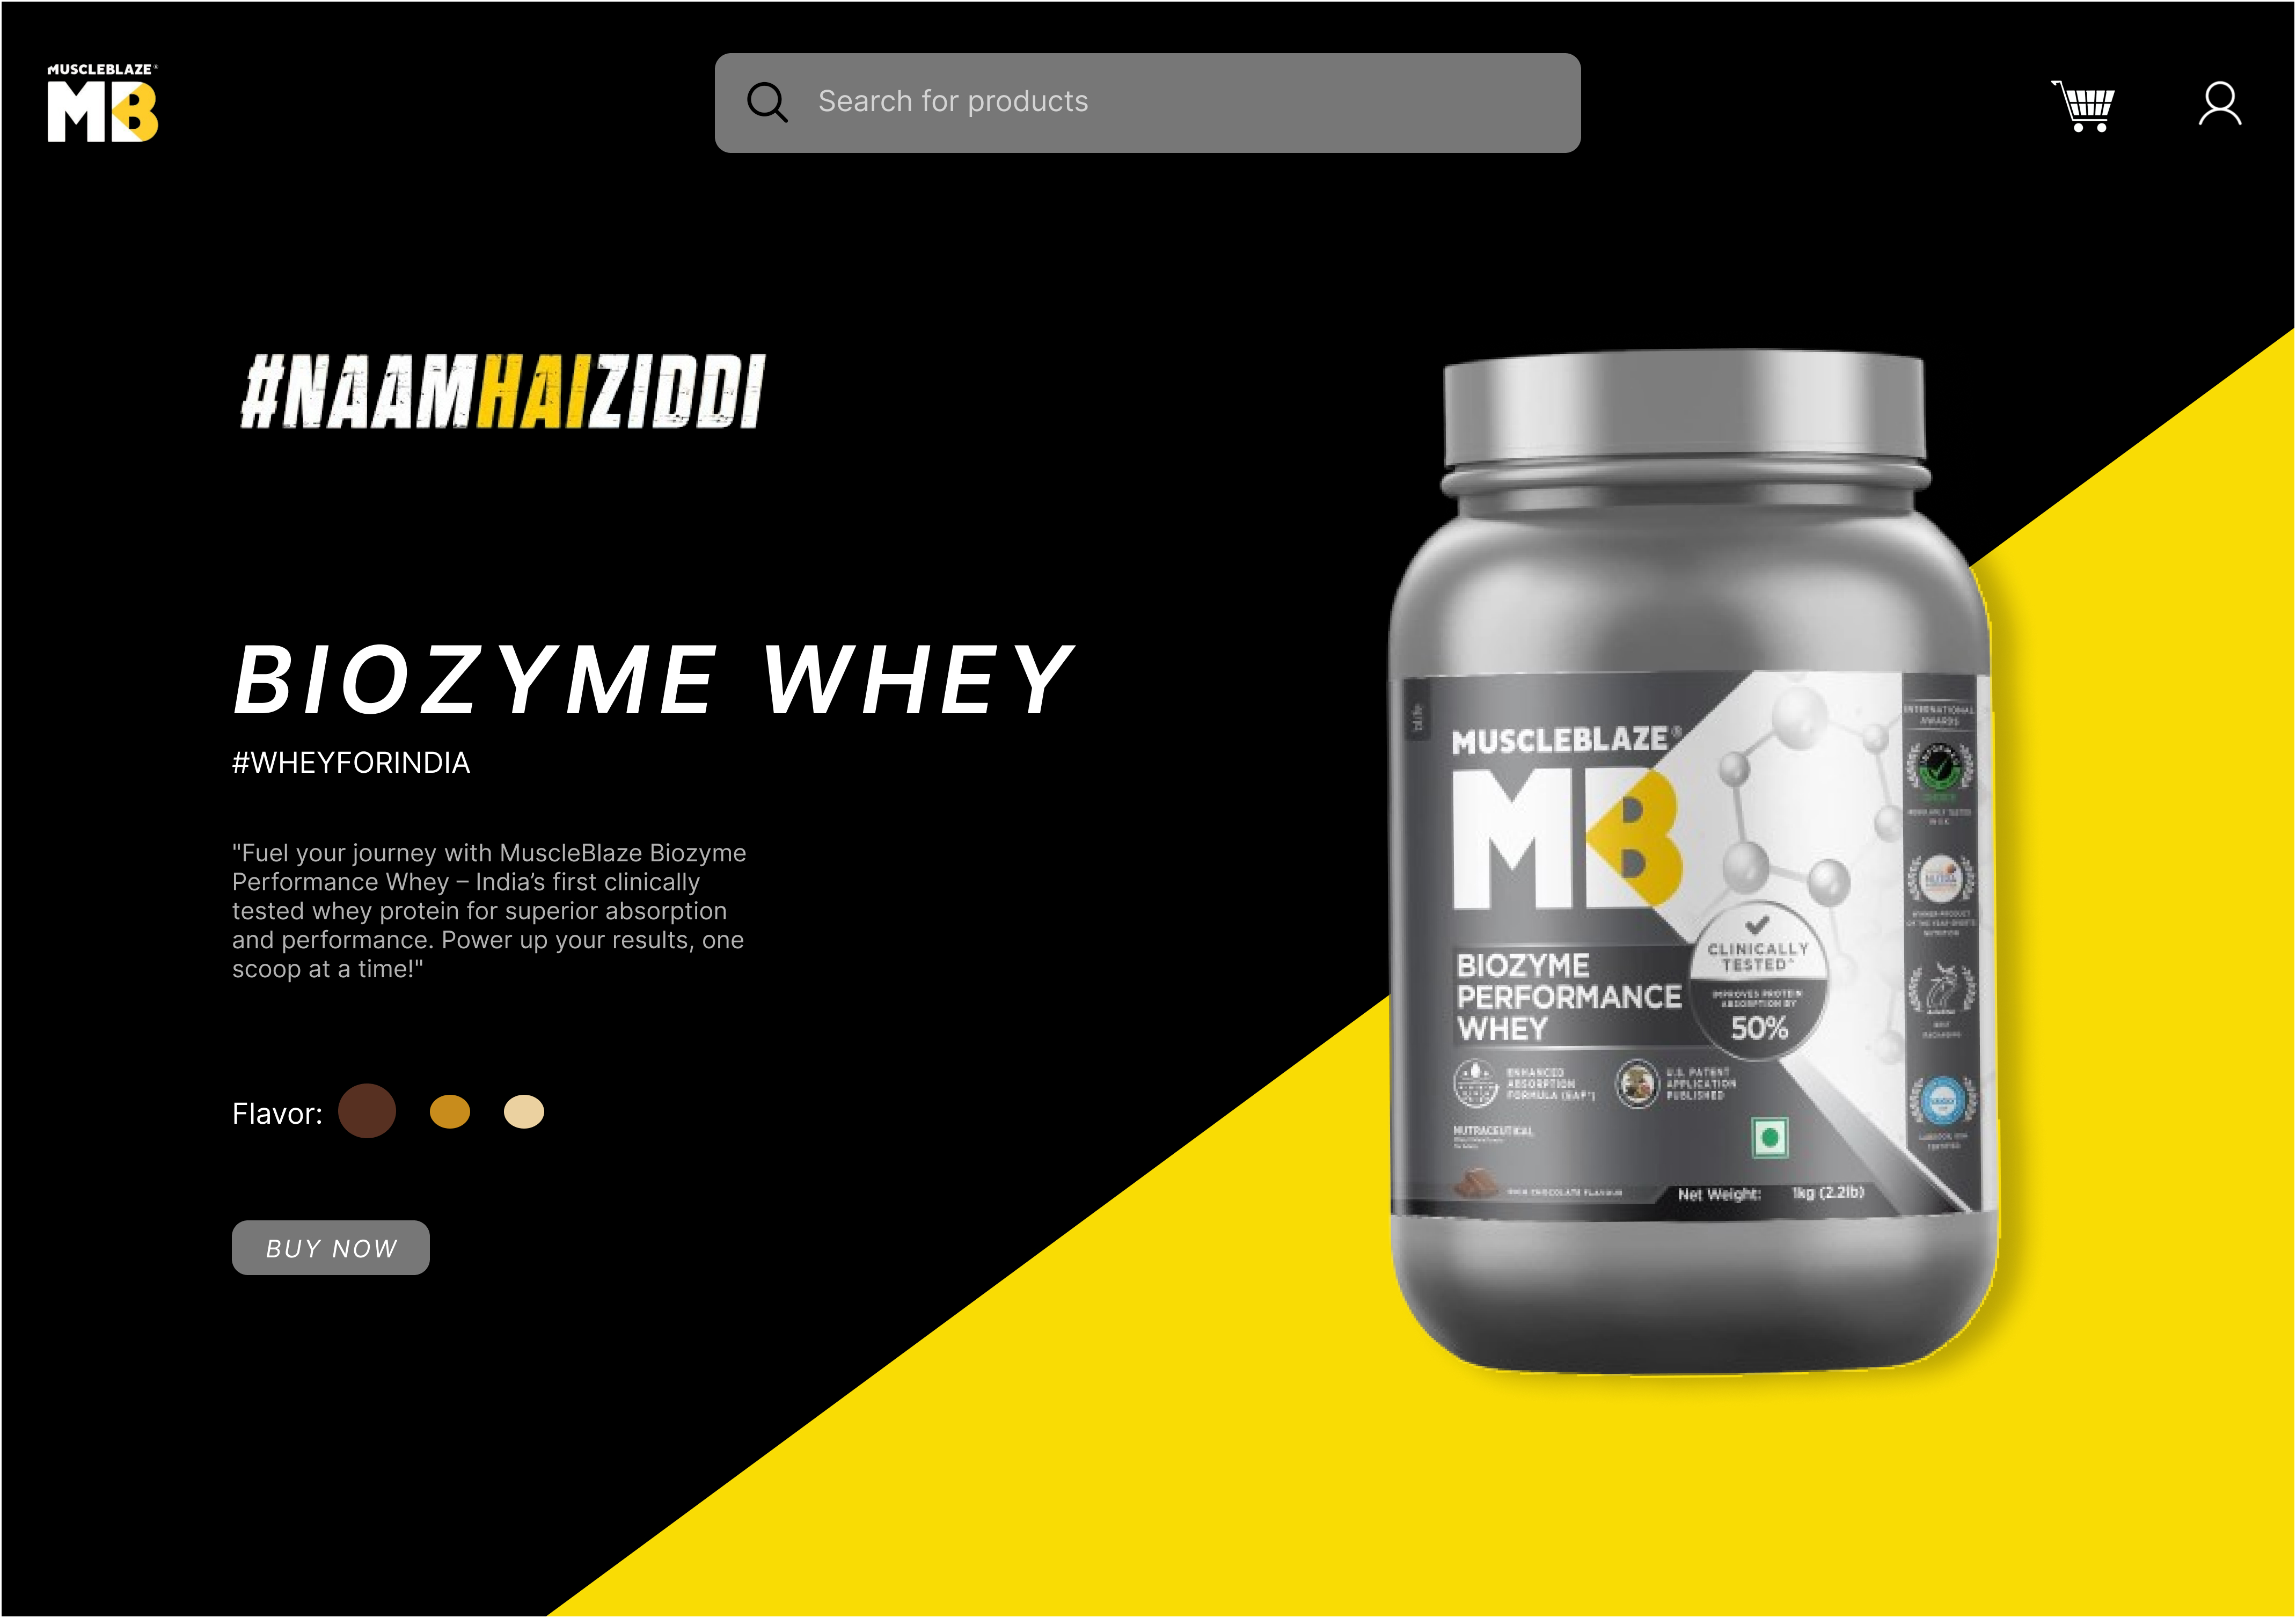 MUSCLEBLAZE®
MB
Search for products
#NAAMHAIZIDDI
BIOZYME WHEY
#WHEYFORINDIA
"Fuel your journey with MuscleBlaze Biozyme
Performance Whey – India’s first clinically
tested whey protein for superior absorption
and performance. Power up your results, one
scoop at a time!"
Flavor:
BUY NOW
blife
MUSCLEBLAZE®
MB
BIOZYME
PERFORMANCE
WHEY
CLINICALLY
TESTED^
IMPROVES PROTEIN
ABSORPTION BY
50%
ENHANCED
ABSORPTION
FORMULA (EAF®)
U.S. PATENT
APPLICATION
PUBLISHED
NUTRACEUTICAL
RICH CHOCOLATE FLAVOUR
Net Weight: 1kg (2.2lb)
INTERNATIONAL
AWARDS